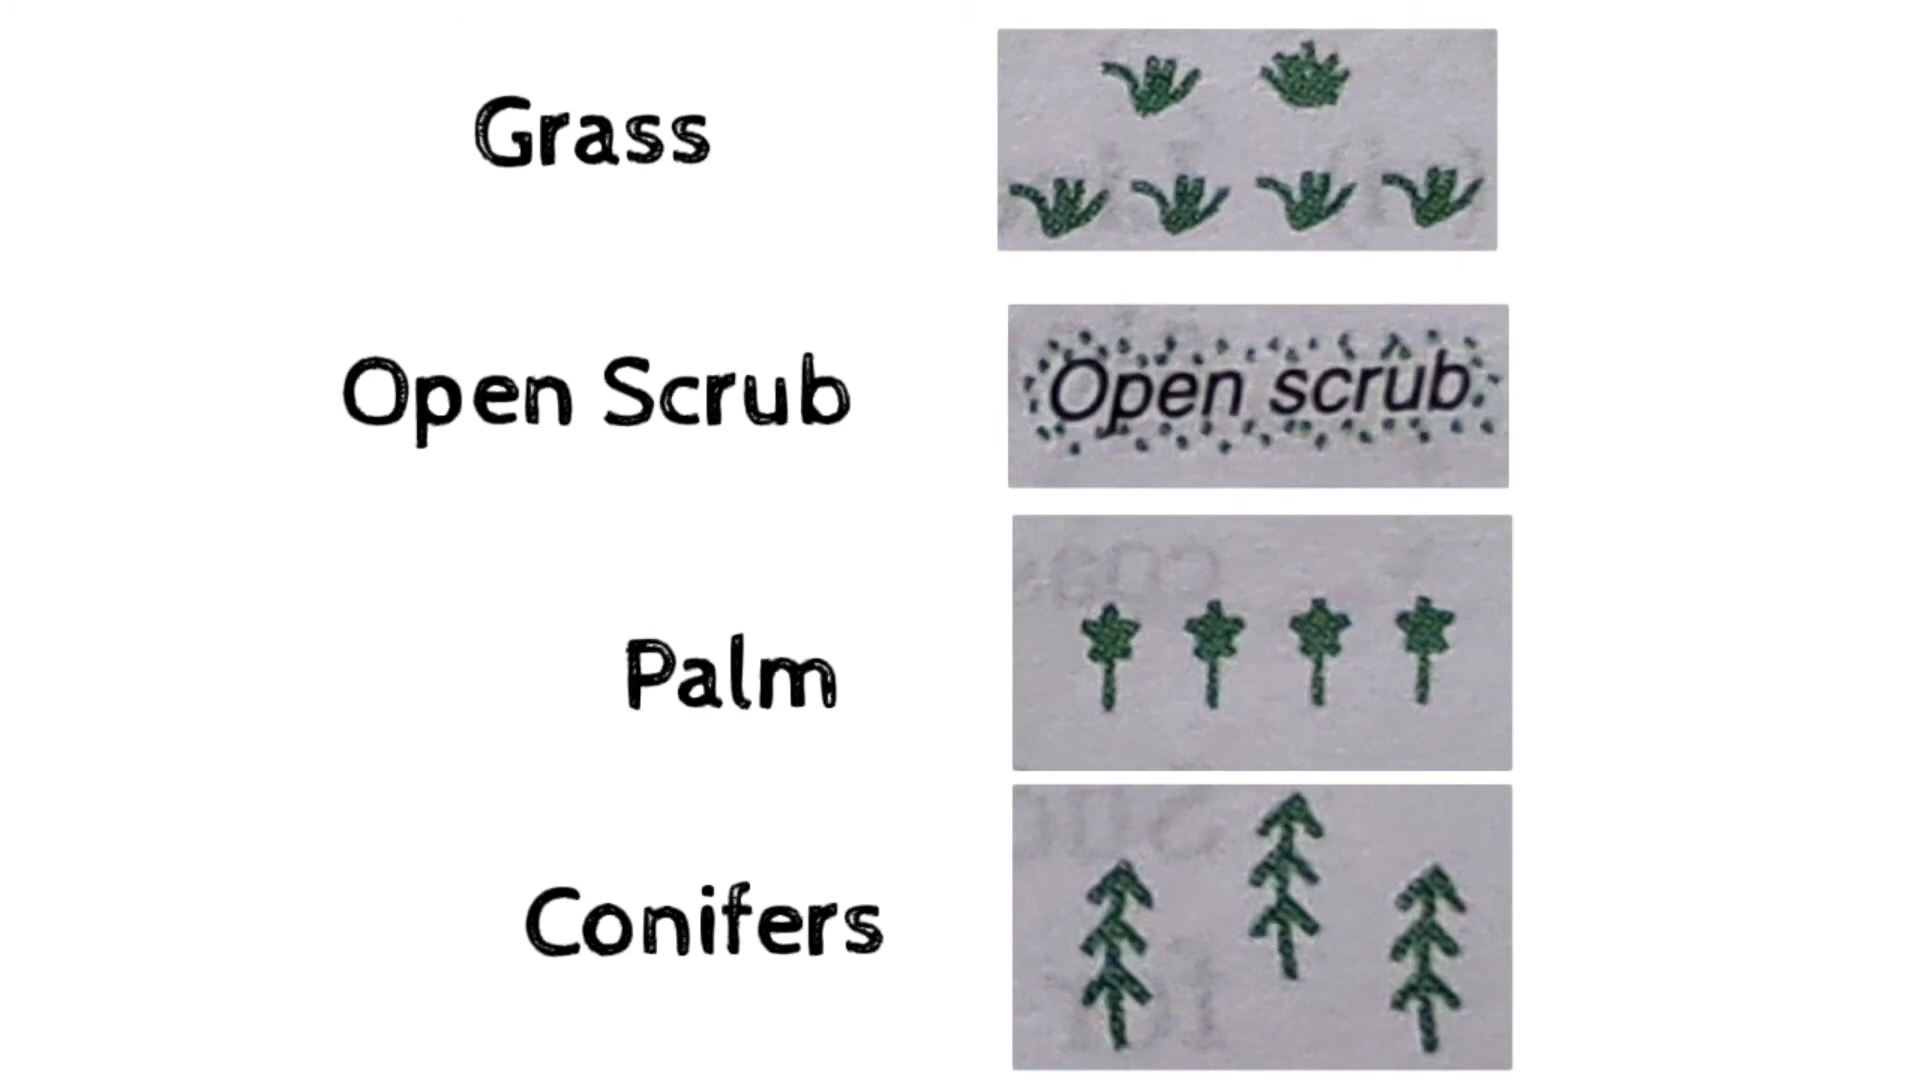 Grass
Open Scrub
Open scrub
Palm
Conifers